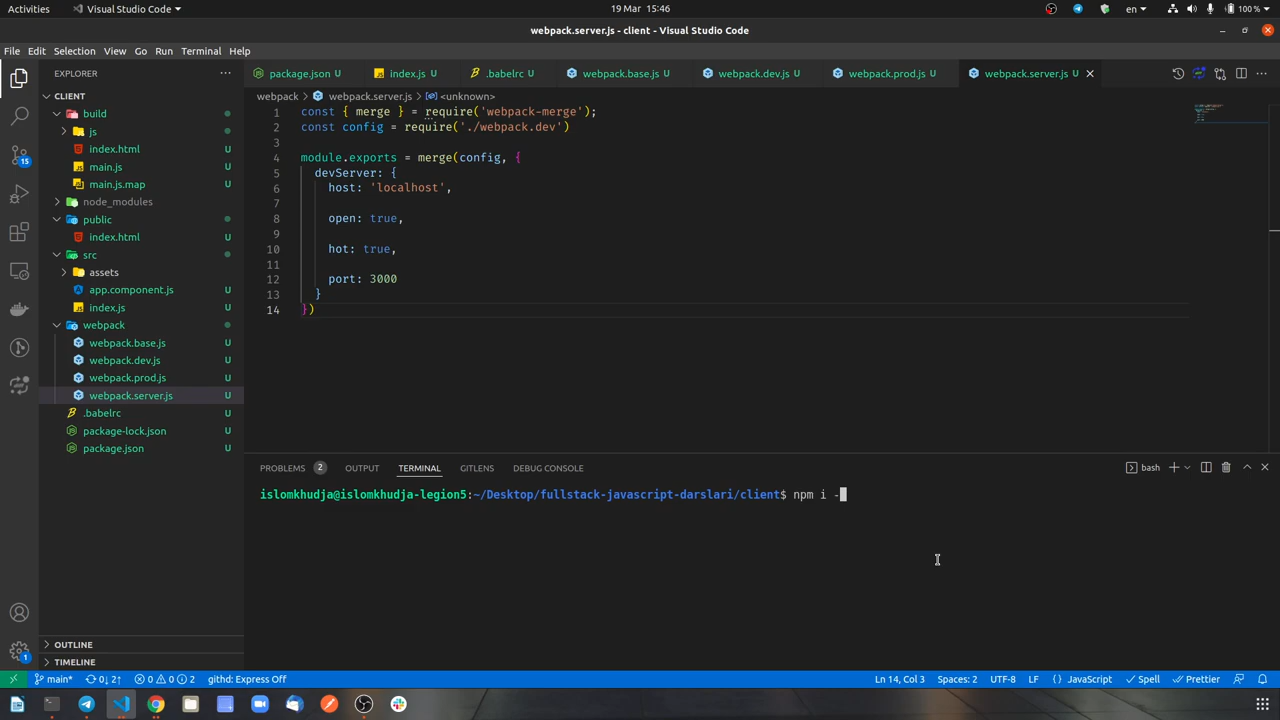 Activities
Visual Studio Code
19 Mar 15:46
en
100 %
webpack.server.js - client - Visual Studio Code
File Edit Selection View Go Run Terminal Help
EXPLORER
package.json U
index.js U
.babelrc U
webpack.base.js U
webpack.dev.js U
webpack.prod.js U
webpack.server.js U
webpack > webpack.server.js > <unknown>
CLIENT
build
js
index.html U
main.js U
main.js.map U
node_modules
public
index.html U
src
assets
app.component.js U
index.js U
webpack
webpack.base.js U
webpack.dev.js U
webpack.prod.js U
webpack.server.js U
.babelrc U
package-lock.json U
package.json U
OUTLINE
TIMELINE
15
1
1 const { merge } = require('webpack-merge');
2 const config = require('./webpack.dev')
3
4 module.exports = merge(config, {
5 devServer: {
6 host: 'localhost',
7
8 open: true,
9
10 hot: true,
11
12 port: 3000
13 }
14 })
PROBLEMS 2 OUTPUT TERMINAL GITLENS DEBUG CONSOLE
bash
islomkhudja@islomkhudja-legion5:~/Desktop/fullstack-javascript-darslari/client$ npm i -
main* 0↓ 2↑ 0 0 2 githd: Express Off
Ln 14, Col 3 Spaces: 2 UTF-8 LF {} JavaScript Spell Prettier